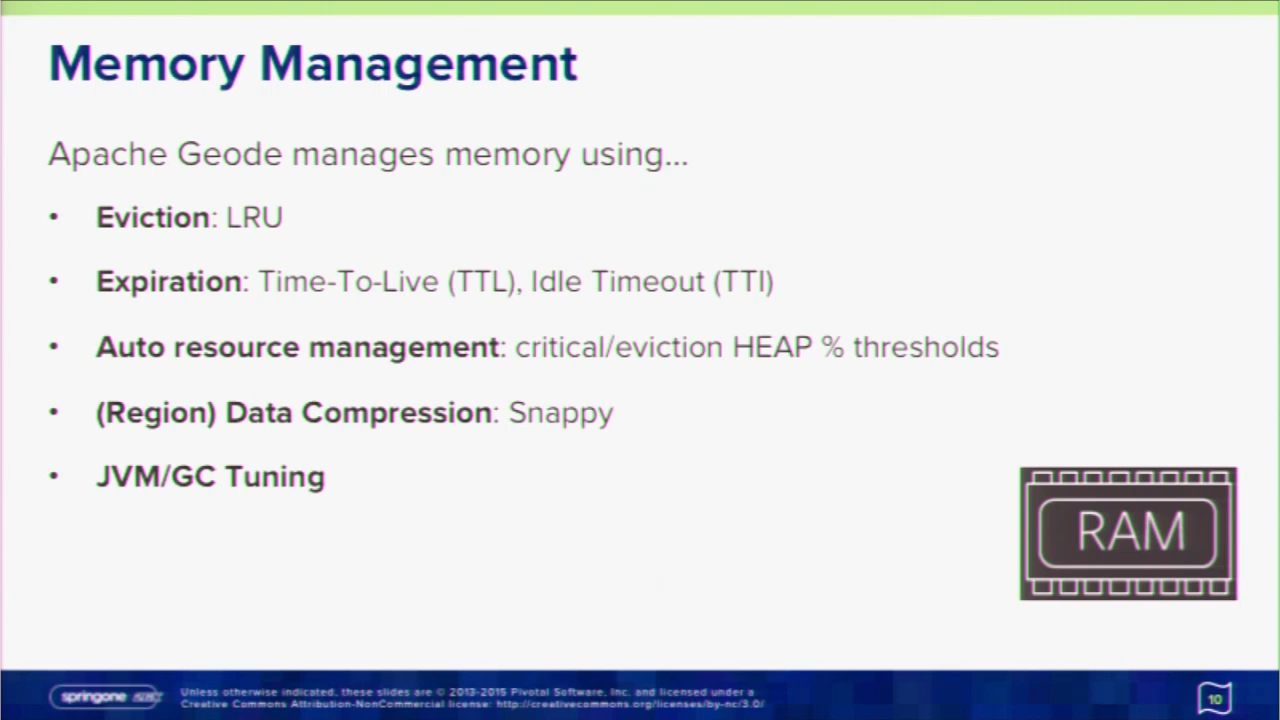 Memory Management
Apache Geode manages memory using...
• Eviction: LRU
• Expiration: Time-To-Live (TTL), Idle Timeout (TTI)
• Auto resource management: critical/eviction HEAP % thresholds
• (Region) Data Compression: Snappy
• JVM/GC Tuning
RAM
springone
Unless otherwise indicated, these slides are © 2013-2015 Pivotal Software, Inc. and licensed under a
Creative Commons Attribution-NonCommercial license: http://creativecommons.org/licenses/by-nc/3.0/
10